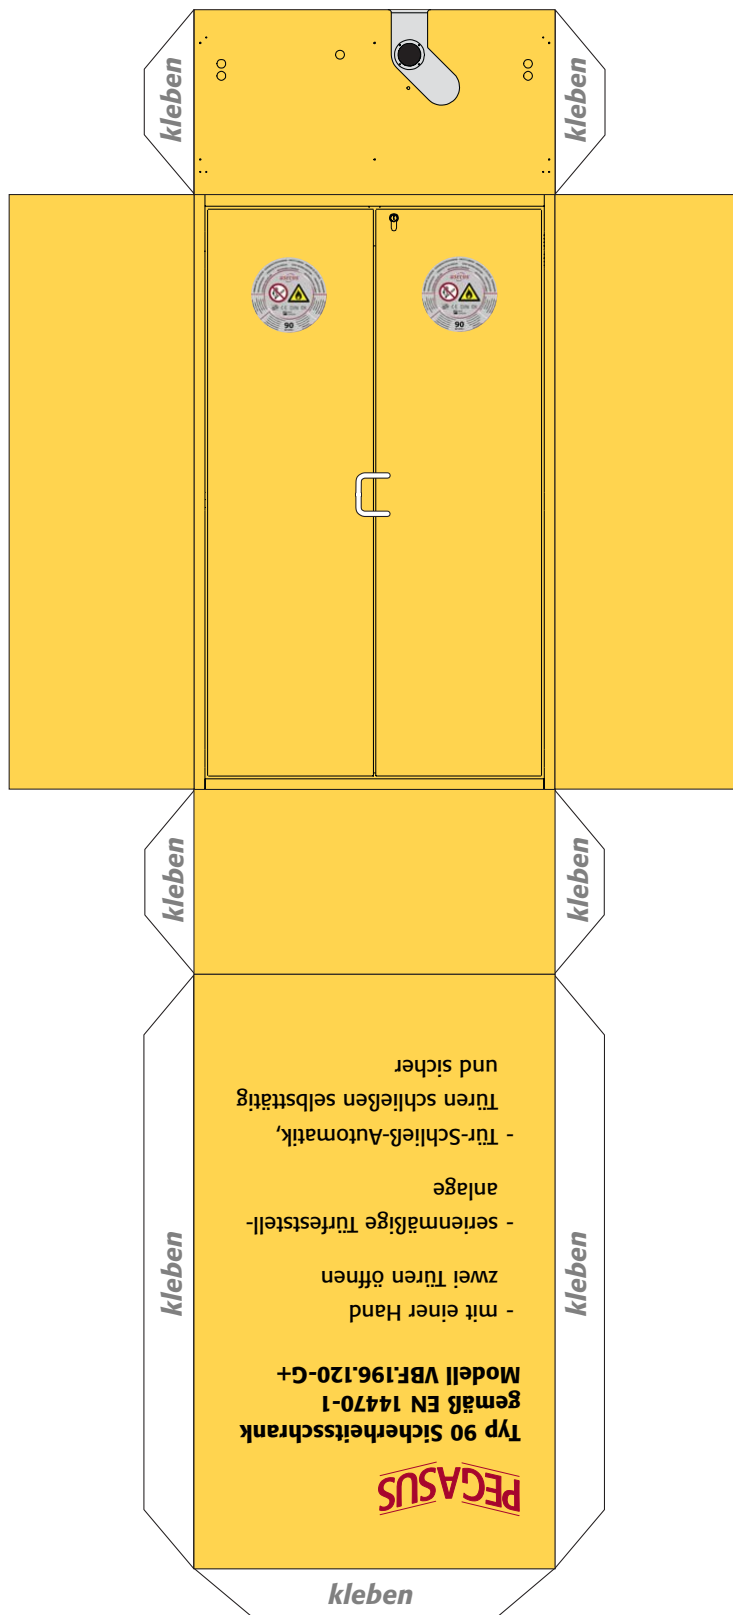 kleben
kleben
90
90
kleben
kleben
PEGASUS
Typ 90 Sicherheitsschrank
gemäß EN 14470-1
Modell VBF.196.120-G+
- mit einer Hand
zwei Türen öffnen
- serienmäßige Türfeststell-
anlage
- Tür-Schließ-Automatik,
Türen schließen selbsttätig
und sicher
kleben
kleben
kleben